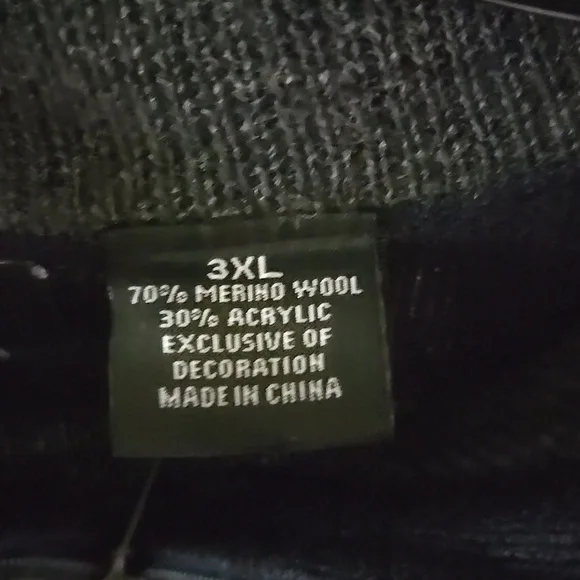 3XL
70% MERINO WOOL
30% ACRYLIC
EXCLUSIVE OF
DECORATION
MADE IN CHINA